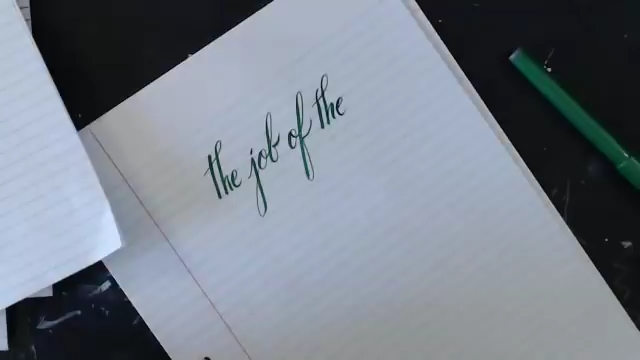 the job of the